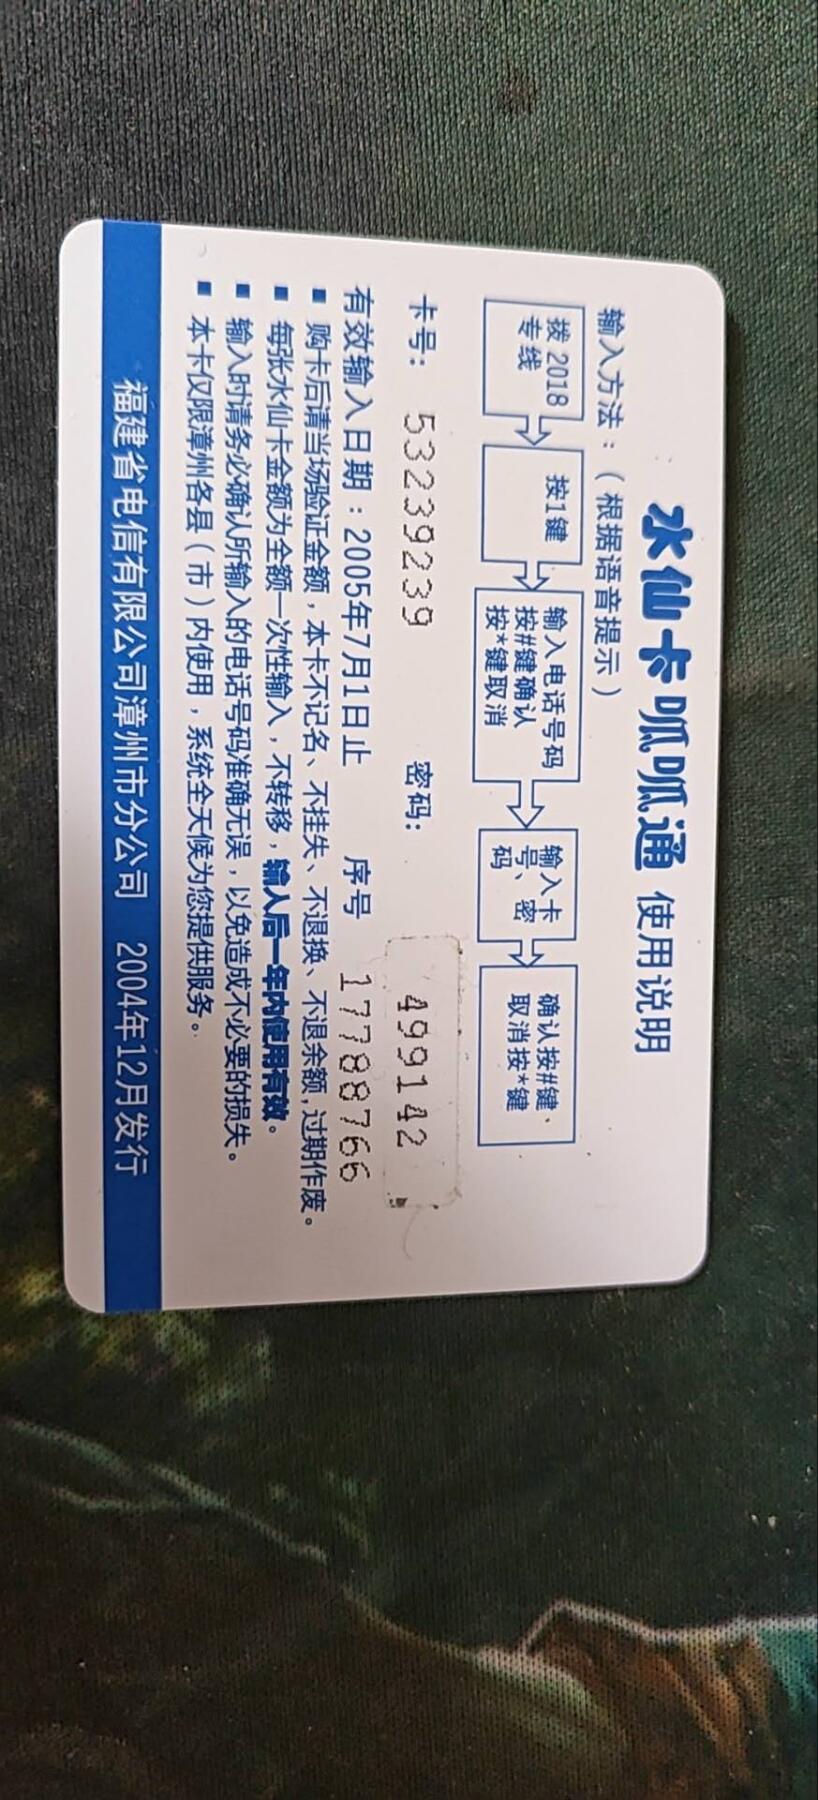 水仙卡呱呱通 使用说明
输入方法：（根据语音提示）
拨 2018
专线
按1键
输入电话号码
按#键确认
按*键取消
输入卡
号、密
码
确认按#键、
取消按*键
卡号： 53239239 密码： 499142
有效输入日期：2005年7月1日止 序号 17788766
■ 购卡后请当场验证金额，本卡不记名、不挂失、不退换、不退余额，过期作废。
■ 每张水仙卡金额为全额一次性输入，不转移，输入后一年内使用有效。
■ 输入时请务必确认所输入的电话号码准确无误，以免造成不必要的损失。
■ 本卡仅限漳州各县（市）内使用，系统全天候为您提供服务。
福建省电信有限公司漳州市分公司 2004年12月发行